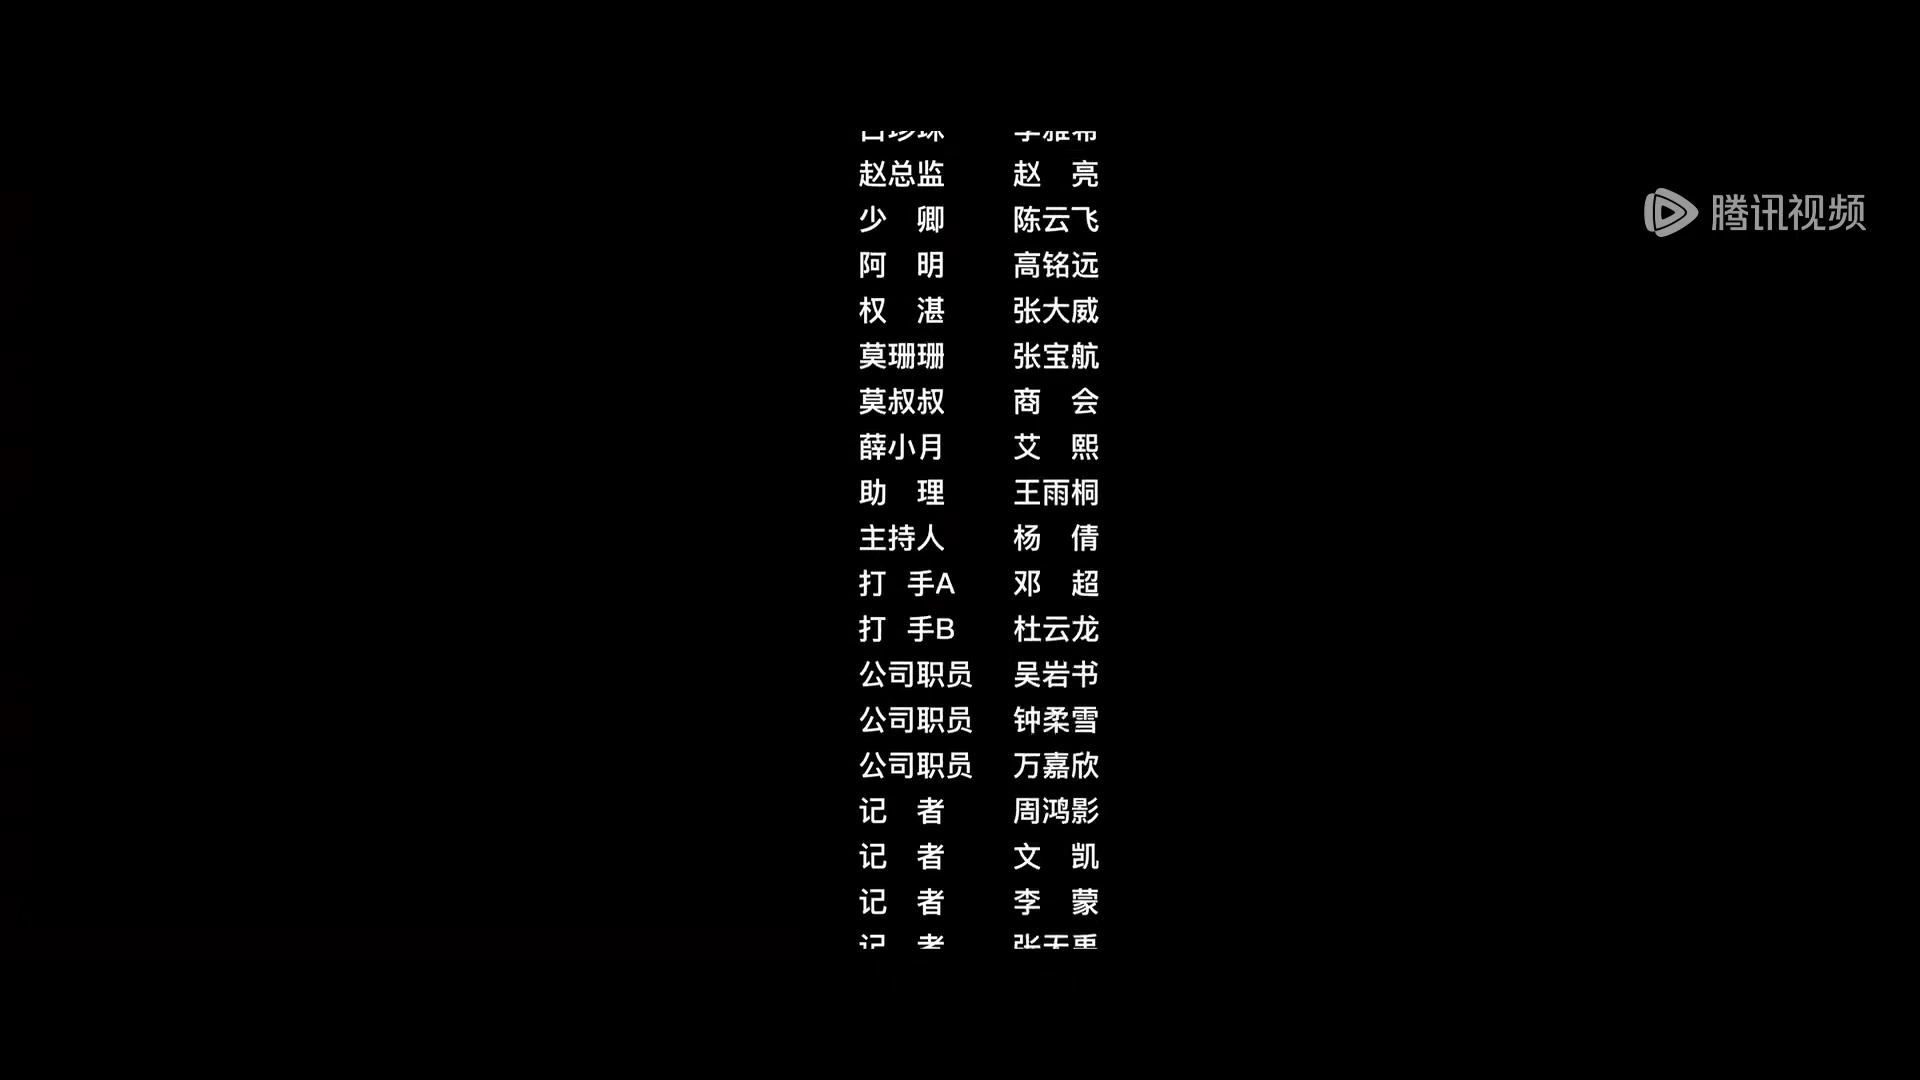 赵总监 赵 亮
腾讯视频
少 卿 陈云飞
阿 明 高铭远
权 湛 张大威
莫珊珊 张宝航
莫叔叔 商 会
薛小月 艾 熙
助 理 王雨桐
主持人 杨 倩
打 手A 邓 超
打 手B 杜云龙
公司职员 吴岩书
公司职员 钟柔雪
公司职员 万嘉欣
记 者 周鸿影
记 者 文 凯
记 者 李 蒙
记 者